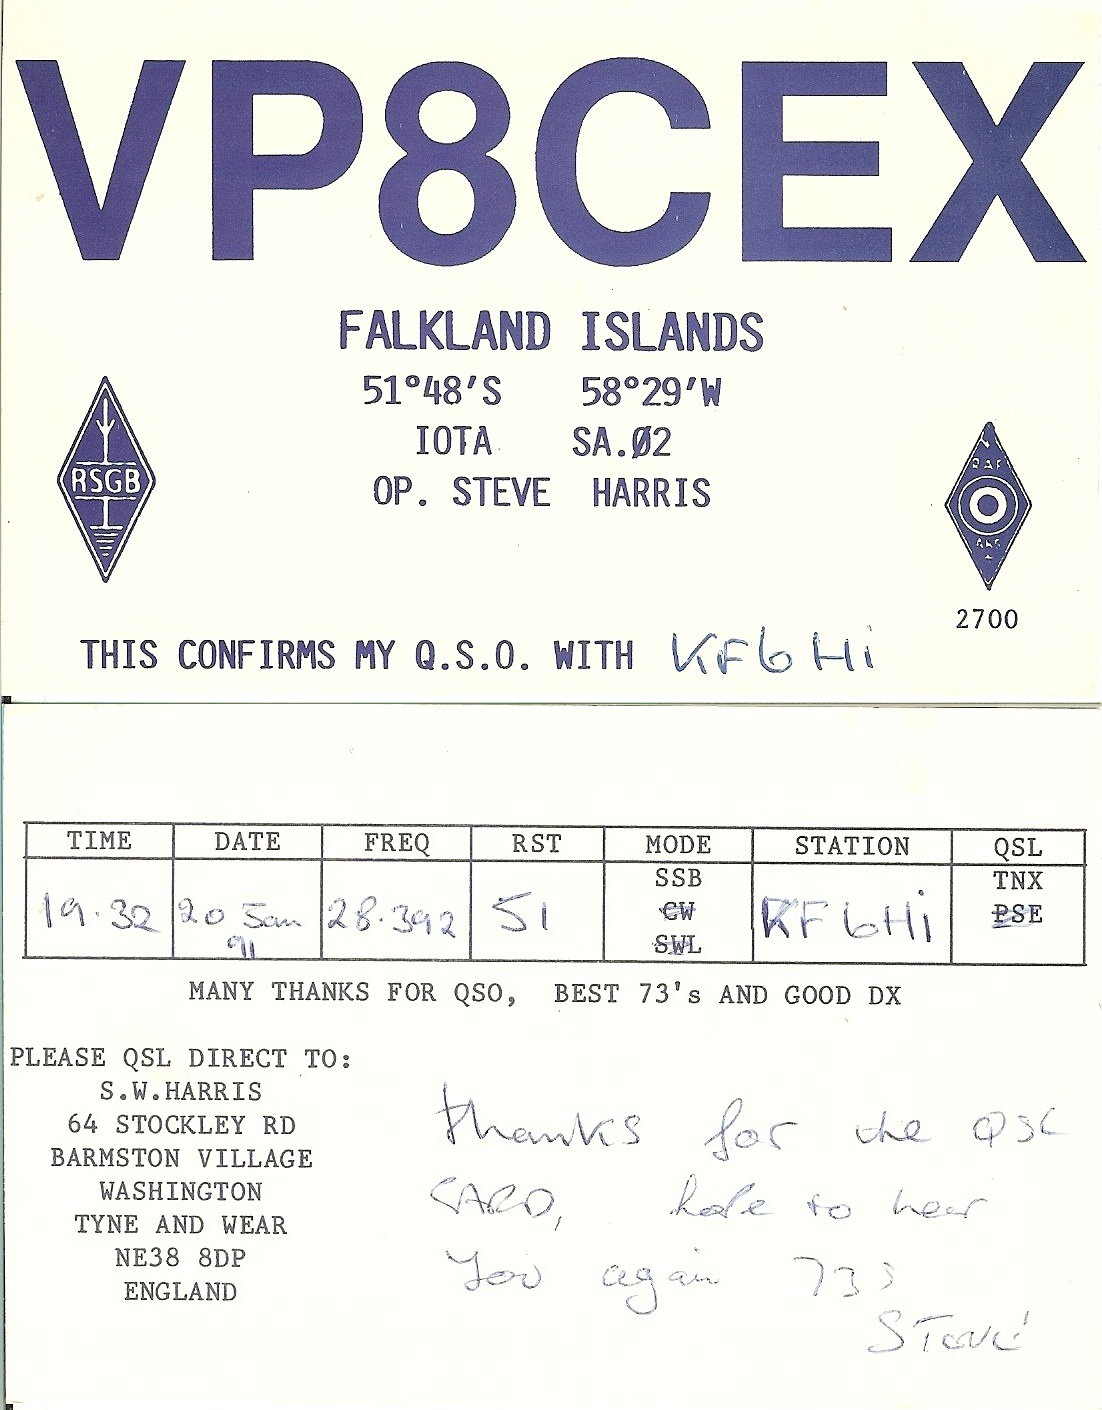 VP8CEX
FALKLAND ISLANDS
51°48'S 58°29'W
IOTA SA.Ø2
OP. STEVE HARRIS
RSGB
RAF
ARS
2700
THIS CONFIRMS MY Q.S.O. WITH KF6Hi
TIME DATE FREQ RST MODE STATION QSL
19.32 20 Jan 91 28.392 51 SSB CW SWL KF6Hi TNX PSE
MANY THANKS FOR QSO, BEST 73's AND GOOD DX
PLEASE QSL DIRECT TO:
S.W.HARRIS
64 STOCKLEY RD
BARMSTON VILLAGE
WASHINGTON
TYNE AND WEAR
NE38 8DP
ENGLAND
thanks for the QSL
CARD, hope to hear
you again 73s
Steve